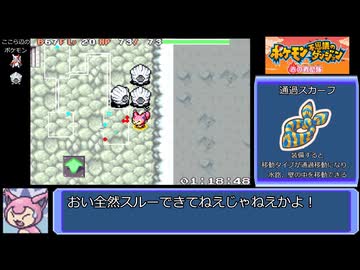 ここら辺の
ポケモン
B67F Lv 20 HP 73/ 73
ポケモン不思議のダンジョン
赤の救助隊
通過スカーフ
装備すると
移動タイプが通過移動になり、
水路、壁の中を移動できる
01:18:48
おい全然スルーできてねえじゃねえかよ！